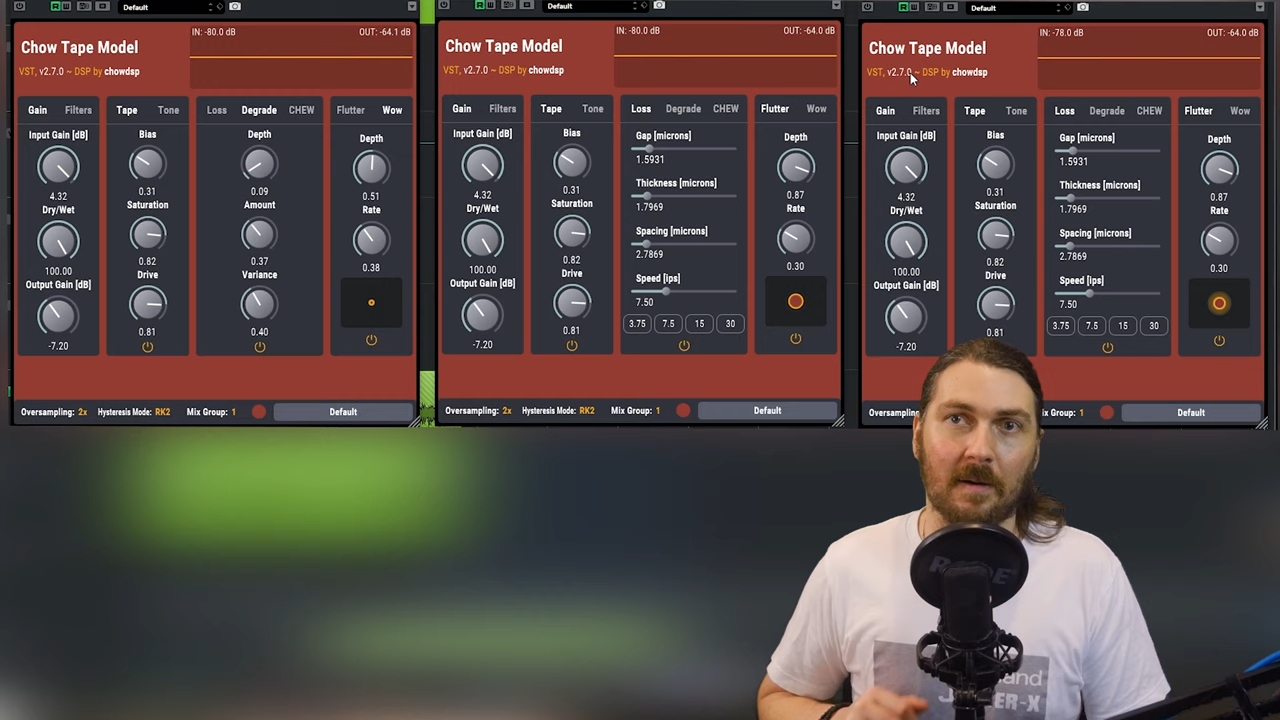 Default
Chow Tape Model
VST, v2.7.0 ~ DSP by chowdsp
IN: -80.0 dB OUT: -64.1 dB
Gain Filters
Input Gain [dB]
4.32
Dry/Wet
100.00
Output Gain [dB]
-7.20
Tape Tone
Bias
0.31
Saturation
0.82
Drive
0.81
Loss Degrade CHEW
Depth
0.09
Amount
0.37
Variance
0.40
Flutter Wow
Depth
0.51
Rate
0.38
Oversampling: 2x Hysteresis Mode: RK2 Mix Group: 1 Default
Default
Chow Tape Model
VST, v2.7.0 ~ DSP by chowdsp
IN: -80.0 dB OUT: -64.0 dB
Gain Filters
Input Gain [dB]
4.32
Dry/Wet
100.00
Output Gain [dB]
-7.20
Tape Tone
Bias
0.31
Saturation
0.82
Drive
0.81
Loss Degrade CHEW
Gap [microns]
1.5931
Thickness [microns]
1.7969
Spacing [microns]
2.7869
Speed [ips]
7.50
3.75 7.5 15 30
Flutter Wow
Depth
0.87
Rate
0.30
Oversampling: 2x Hysteresis Mode: RK2 Mix Group: 1 Default
Default
Chow Tape Model
VST, v2.7.0 ~ DSP by chowdsp
IN: -78.0 dB OUT: -64.0 dB
Gain Filters
Input Gain [dB]
4.32
Dry/Wet
100.00
Output Gain [dB]
-7.20
Tape Tone
Bias
0.31
Saturation
0.82
Drive
0.81
Loss Degrade CHEW
Gap [microns]
1.5931
Thickness [microns]
1.7969
Spacing [microns]
2.7869
Speed [ips]
7.50
3.75 7.5 15 30
Flutter Wow
Depth
0.87
Rate
0.30
Oversampling ix Group: 1 Default